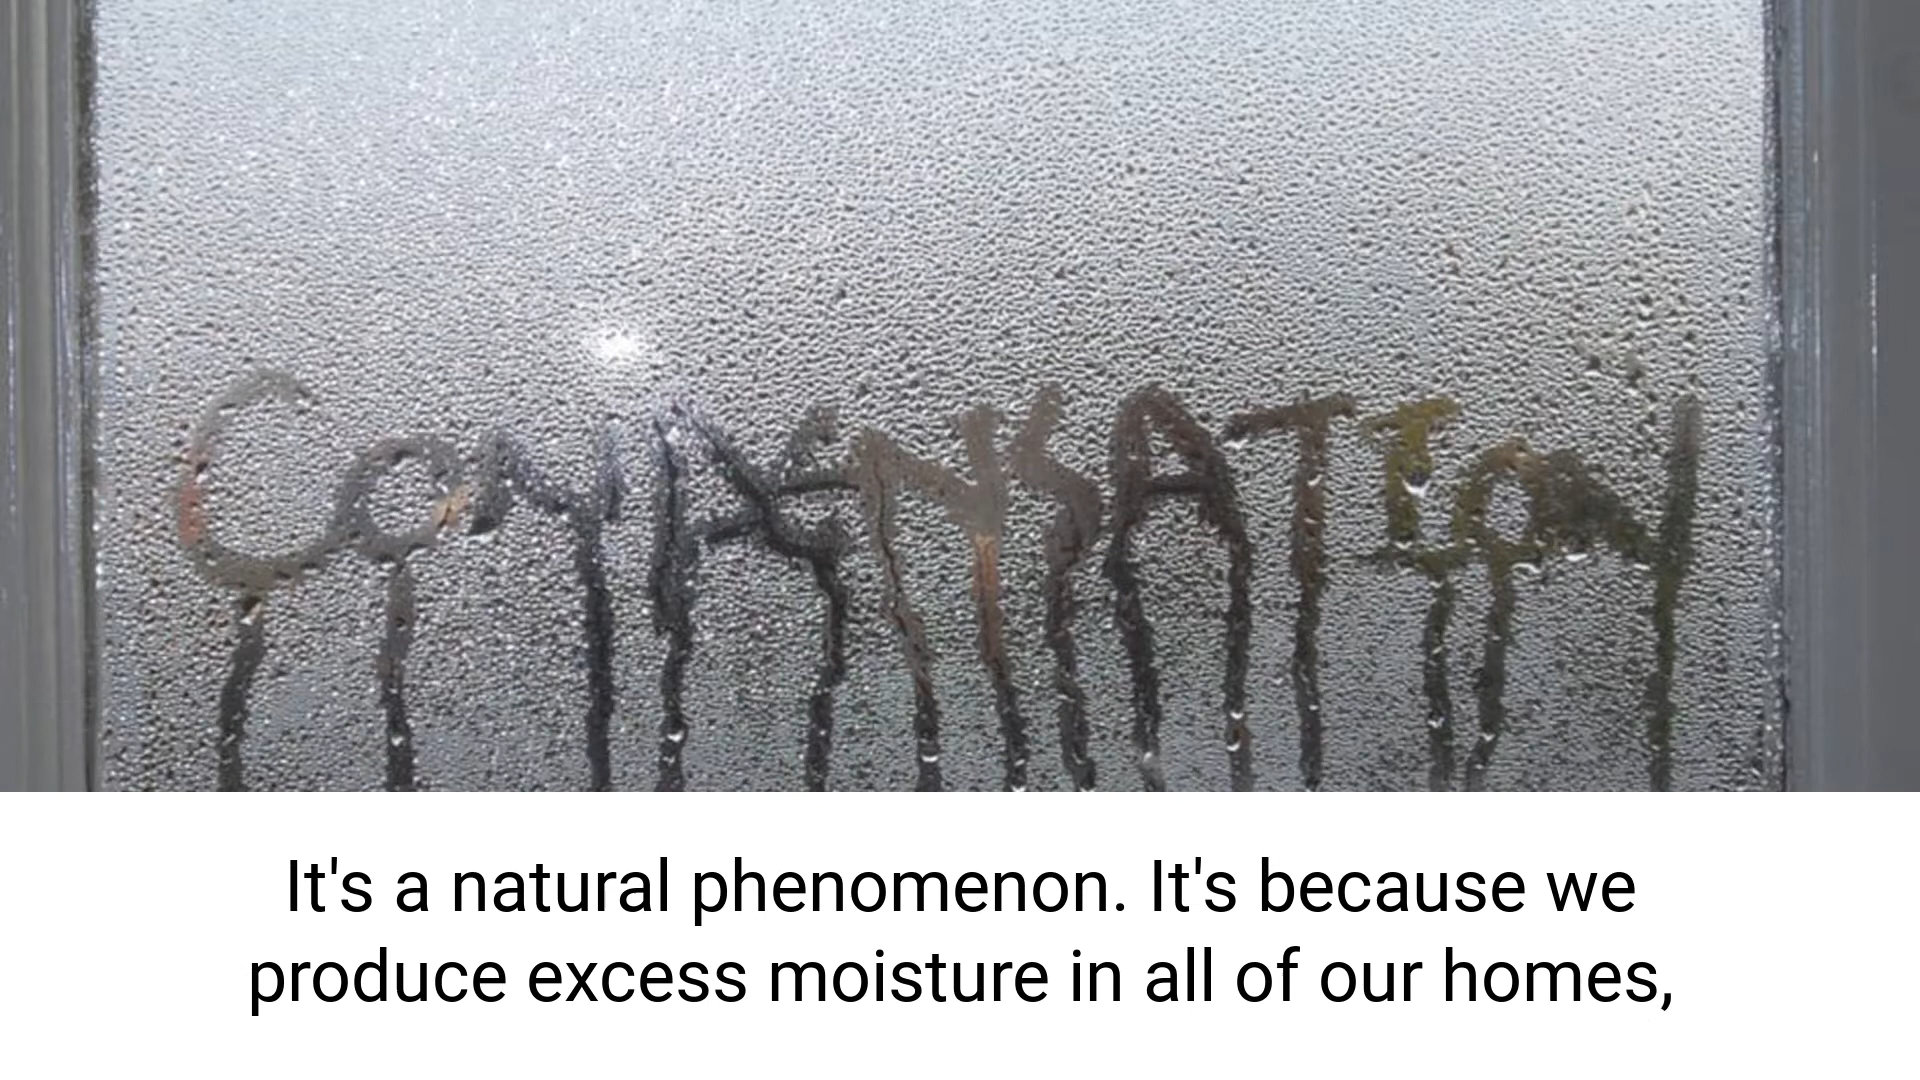 CONDENSATION
It's a natural phenomenon. It's because we
produce excess moisture in all of our homes,